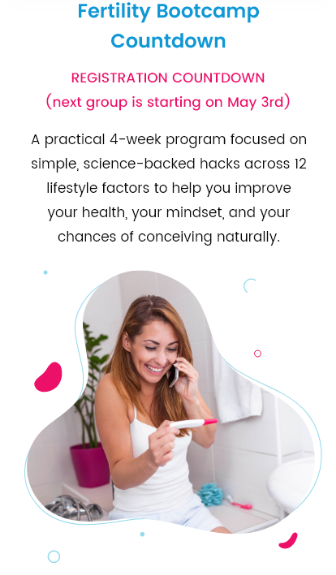 Fertility Bootcamp
Countdown
REGISTRATION COUNTDOWN
(next group is starting on May 3rd)
A practical 4-week program focused on
simple, science-backed hacks across 12
lifestyle factors to help you improve
your health, your mindset, and your
chances of conceiving naturally.